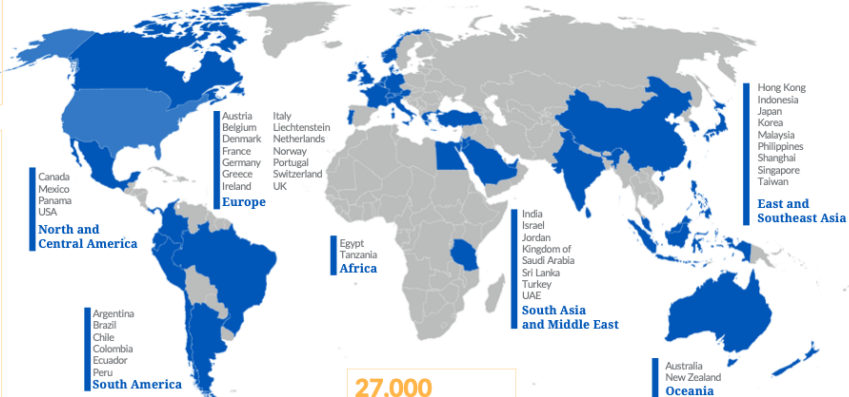 Canada
Mexico
Panama
USA
North and
Central America
Austria
Belgium
Denmark
France
Germany
Greece
Ireland
Italy
Liechtenstein
Netherlands
Norway
Portugal
Switzerland
UK
Europe
Argentina
Brazil
Chile
Colombia
Ecuador
Peru
South America
Egypt
Tanzania
Africa
India
Israel
Jordan
Kingdom of
Saudi Arabia
Sri Lanka
Turkey
UAE
South Asia
and Middle East
Hong Kong
Indonesia
Japan
Korea
Malaysia
Philippines
Shanghai
Singapore
Taiwan
East and
Southeast Asia
Australia
New Zealand
Oceania
27.000